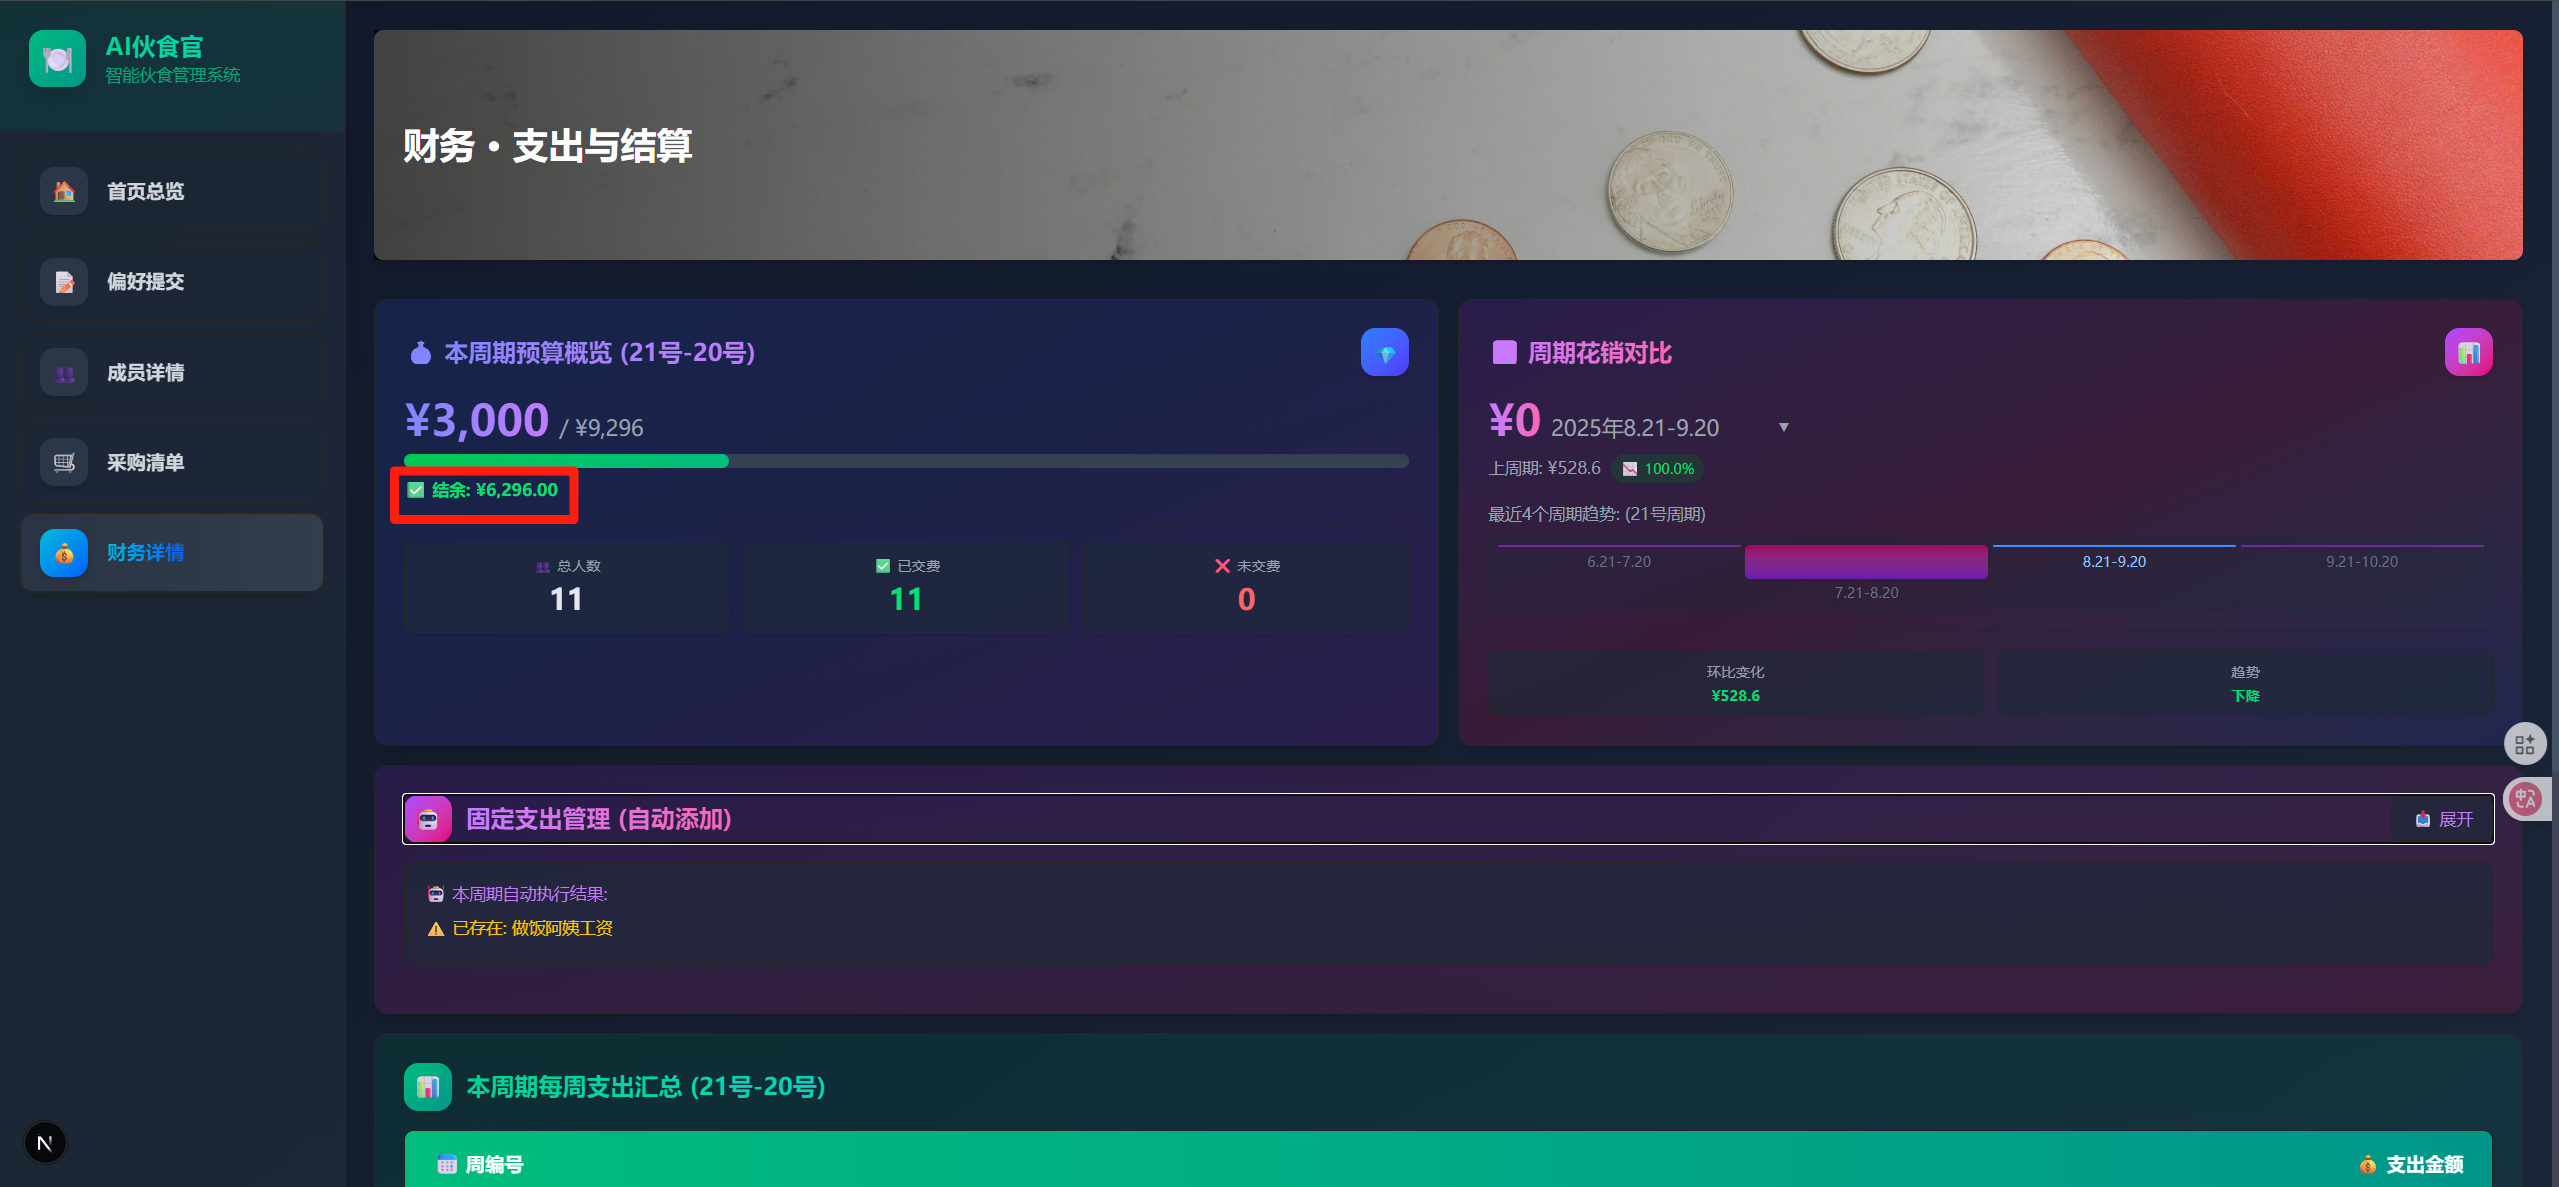 AI伙食官
智能伙食管理系统
首页总览
偏好提交
成员详情
采购清单
财务详情
N
财务 • 支出与结算
本周期预算概览 (21号-20号)
¥3,000 / ¥9,296
结余: ¥6,296.00
总人数
11
已交费
11
未交费
0
周期花销对比
¥0 2025年8.21-9.20
上周期: ¥528.6 100.0%
最近4个周期趋势: (21号周期)
6.21-7.20
7.21-8.20
8.21-9.20
9.21-10.20
环比变化
¥528.6
趋势
下降
固定支出管理 (自动添加)
展开
本周期自动执行结果:
已存在: 做饭阿姨工资
本周期每周支出汇总 (21号-20号)
周编号
支出金额